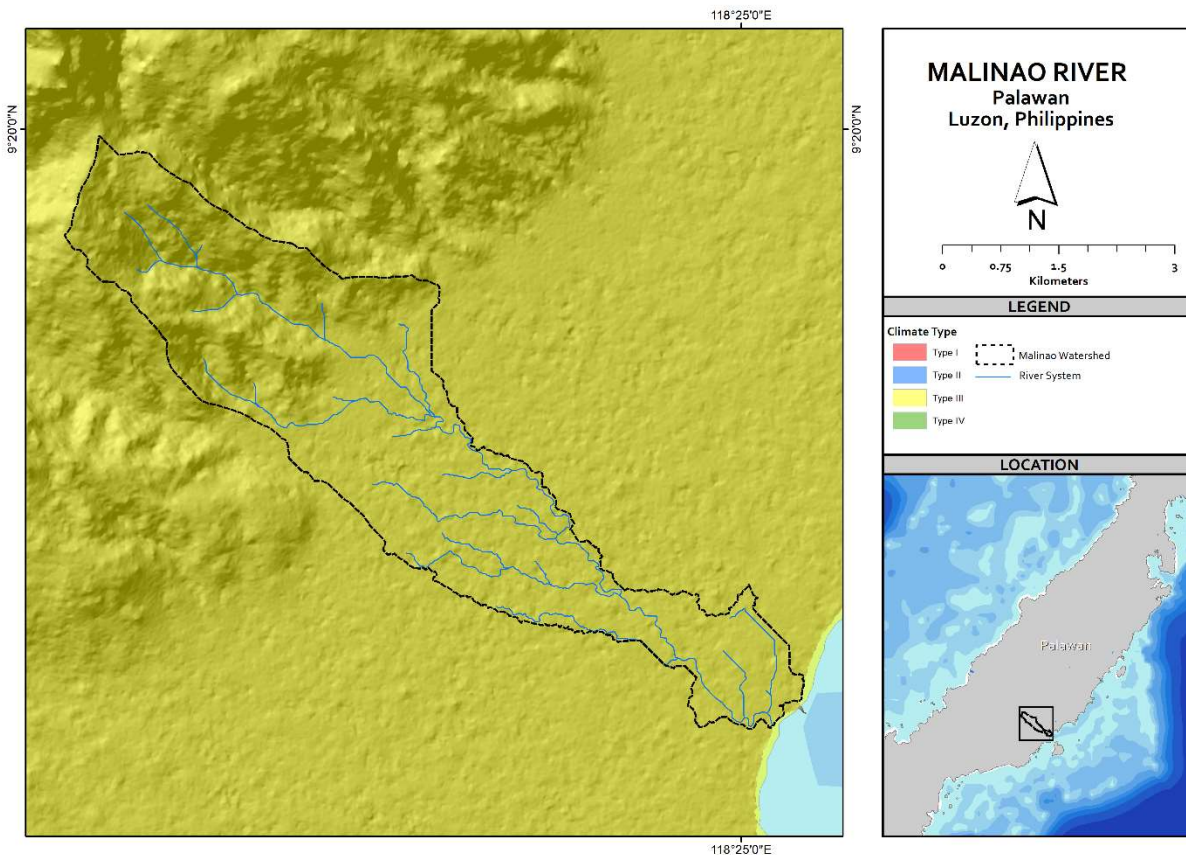 118°25'0"E
9°20'0"N
9°20'0"N
118°25'0"E
MALINAO RIVER
Palawan
Luzon, Philippines
N
0 0.75 1.5 3
Kilometers
LEGEND
Climate Type
Type I
Type II
Type III
Type IV
Malinao Watershed
River System
LOCATION
Palawan